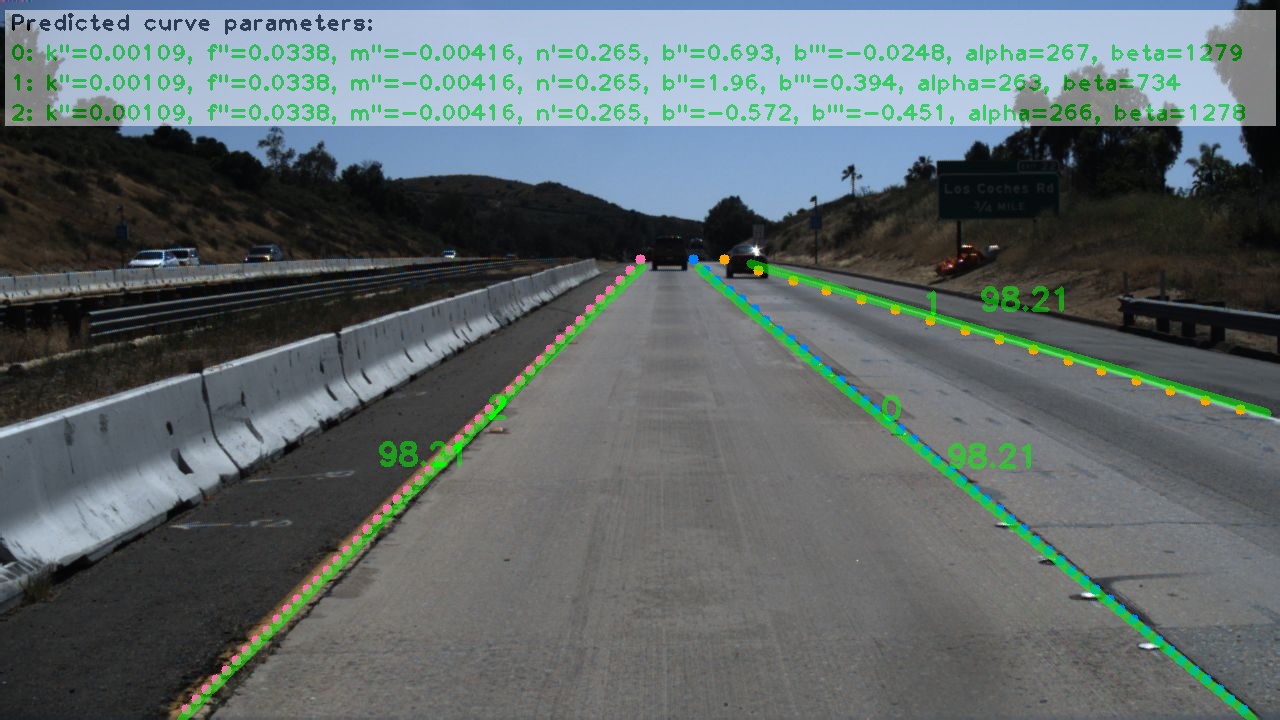 Predicted curve parameters:
0: k''=0.00109, f''=0.0338, m''=-0.00416, n'=0.265, b''=0.693, b'''=-0.0248, alpha=267, beta=1279
1: k''=0.00109, f''=0.0338, m''=-0.00416, n'=0.265, b''=1.96, b'''=0.394, alpha=263, beta=734
2: k''=0.00109, f''=0.0338, m''=-0.00416, n'=0.265, b''=-0.572, b'''=-0.451, alpha=266, beta=1278
Los Coches Rd
3/4 MILE
1 98.21
2 0
98.21 98.21